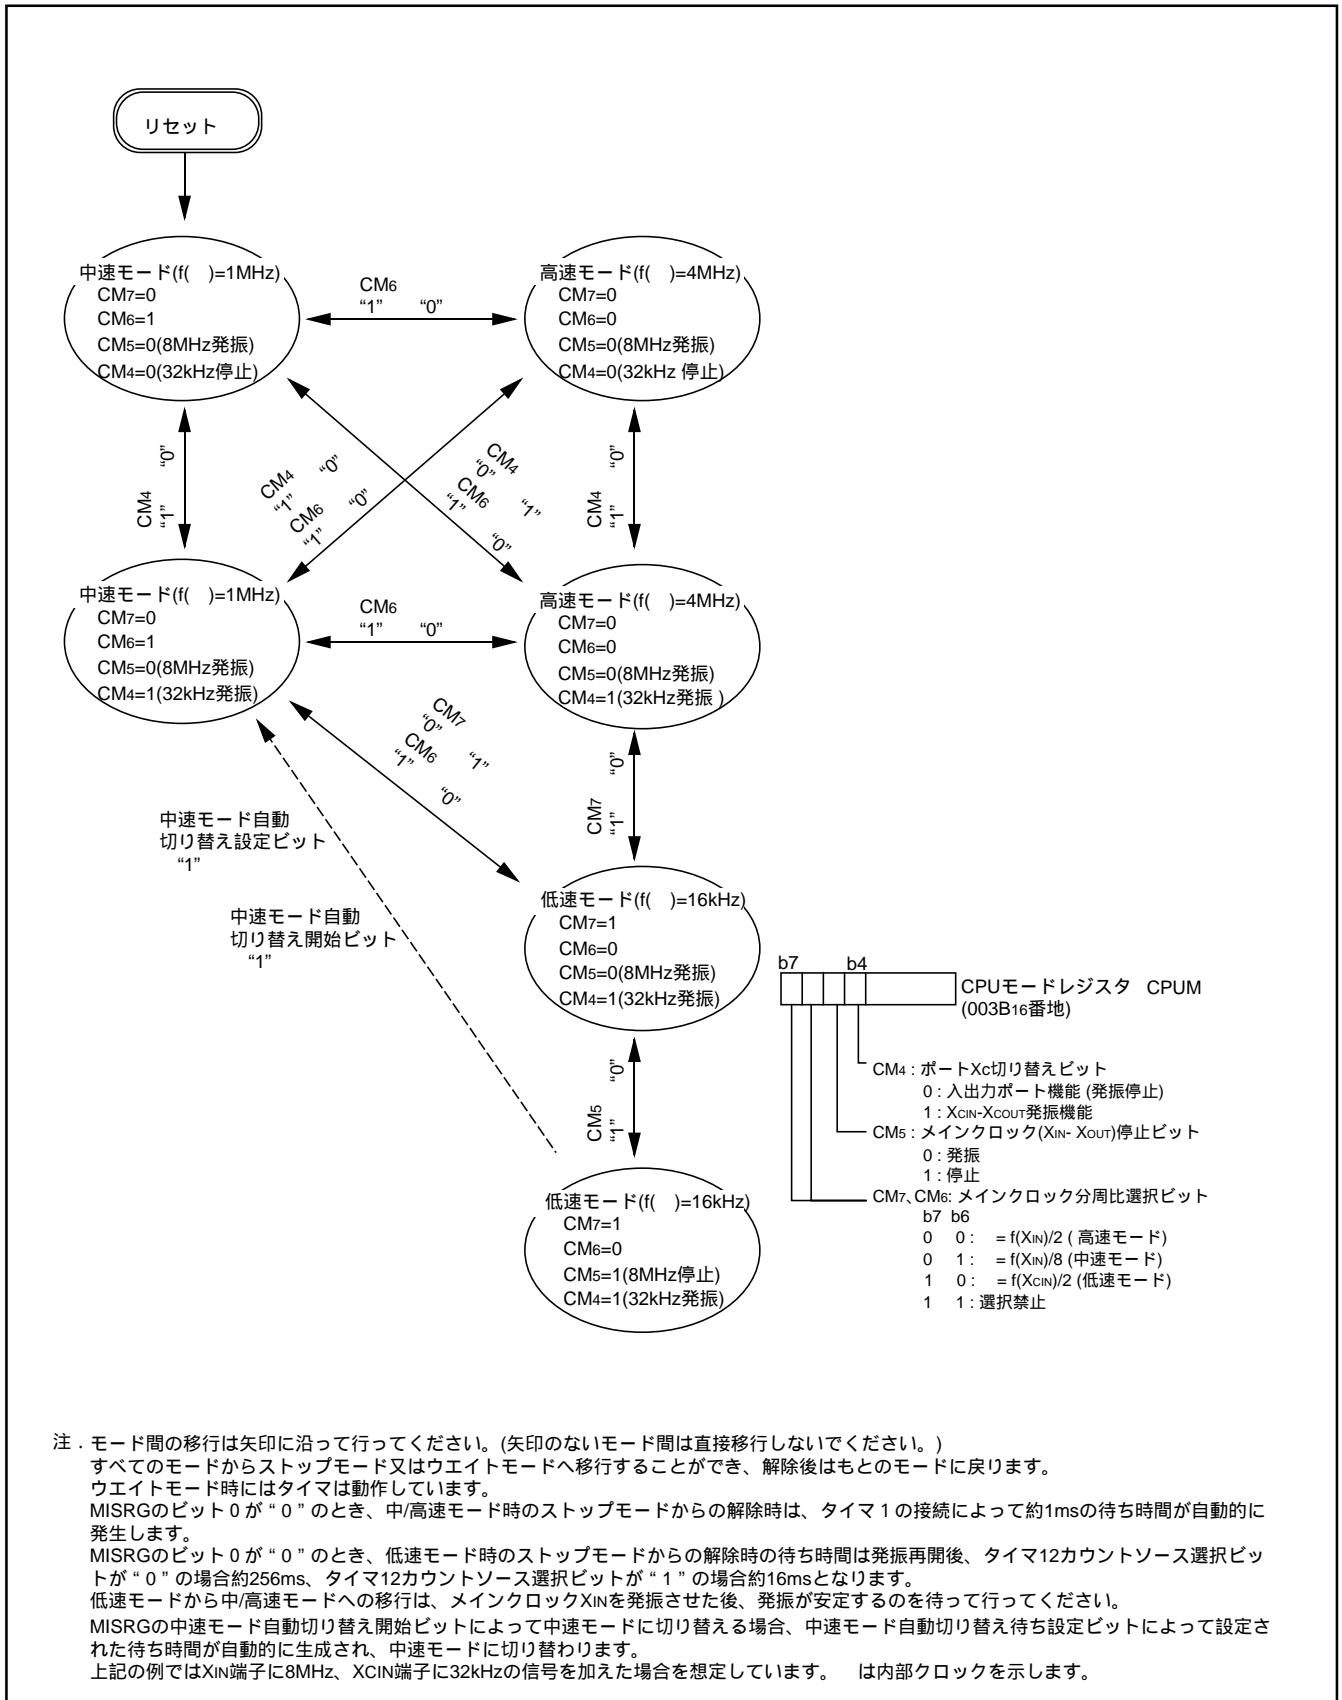 リセット
中速モード(f( )=1MHz)
CM7=0
CM6=1
CM5=0(8MHz発振)
CM4=0(32kHz停止)
CM6
“1” “0”
高速モード(f( )=4MHz)
CM7=0
CM6=0
CM5=0(8MHz発振)
CM4=0(32kHz 停止)
CM4
“1” “0”
CM4
“1” “0”
CM6
“1” “0”
CM4
“0” “1”
CM6
“1” “0”
CM4
“1” “0”
中速モード(f( )=1MHz)
CM7=0
CM6=1
CM5=0(8MHz発振)
CM4=1(32kHz発振)
CM6
“1” “0”
高速モード(f( )=4MHz)
CM7=0
CM6=0
CM5=0(8MHz発振)
CM4=1(32kHz発振 )
CM7
“0” “1”
CM6
“1” “0”
CM7
“1” “0”
中速モード自動
切り替え設定ビット
“1”
中速モード自動
切り替え開始ビット
“1”
低速モード(f( )=16kHz)
CM7=1
CM6=0
CM5=0(8MHz発振)
CM4=1(32kHz発振)
CM5
“1” “0”
低速モード(f( )=16kHz)
CM7=1
CM6=0
CM5=1(8MHz停止)
CM4=1(32kHz発振)
b7 b4
CPUモードレジスタ CPUM
(003B16番地)
CM4 : ポートXc切り替えビット
0 : 入出力ポート機能 (発振停止)
1 : XCIN-XCOUT発振機能
CM5 : メインクロック(XIN- XOUT)停止ビット
0 : 発振
1 : 停止
CM7、CM6: メインクロック分周比選択ビット
b7 b6
0 0 : = f(XIN)/2 ( 高速モード)
0 1 : = f(XIN)/8 (中速モード)
1 0 : = f(XCIN)/2 (低速モード)
1 1 : 選択禁止
注 . モード間の移行は矢印に沿って行ってください。(矢印のないモード間は直接移行しないでください。)
すべてのモードからストップモード又はウエイトモードへ移行することができ、解除後はもとのモードに戻ります。
ウエイトモード時にはタイマは動作しています。
MISRGのビット 0 が “ 0 ” のとき、中/高速モード時のストップモードからの解除時は、タイマ 1 の接続によって約1msの待ち時間が自動的に
発生します。
MISRGのビット 0 が “ 0 ” のとき、低速モード時のストップモードからの解除時の待ち時間は発振再開後、タイマ12カウントソース選択ビッ
トが “ 0 ” の場合約256ms、タイマ12カウントソース選択ビットが “ 1 ” の場合約16msとなります。
低速モードから中/高速モードへの移行は、メインクロックXINを発振させた後、発振が安定するのを待って行ってください。
MISRGの中速モード自動切り替え開始ビットによって中速モードに切り替える場合、中速モード自動切り替え待ち設定ビットによって設定さ
れた待ち時間が自動的に生成され、中速モードに切り替わります。
上記の例ではXIN端子に8MHz、XCIN端子に32kHzの信号を加えた場合を想定しています。 は内部クロックを示します。